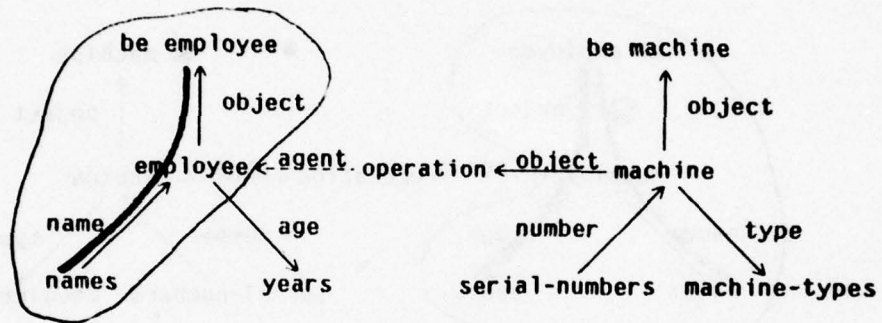 be employee be machine
object object
employee agent operation object machine
name age number type
names years serial-numbers machine-types